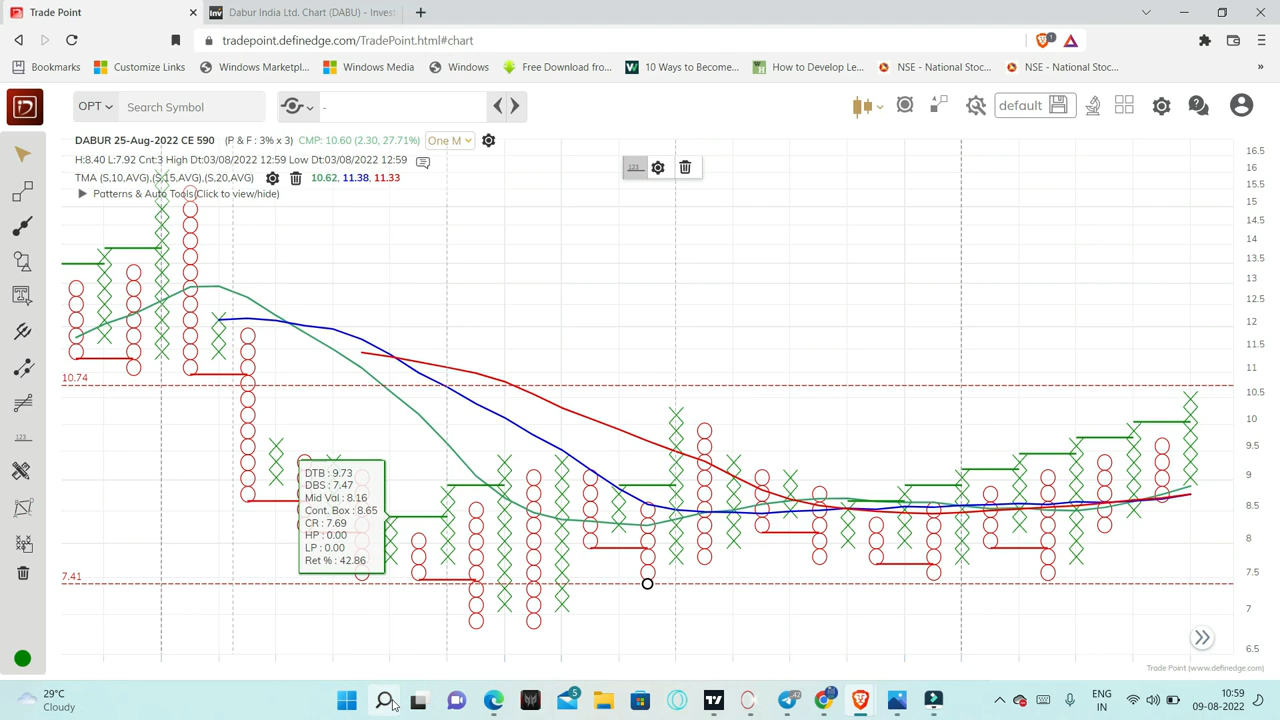 Trade Point
Dabur India Ltd. Chart (DABU) - Invest
tradepoint.definedge.com/TradePoint.html#chart
Bookmarks
Customize Links
Windows Marketpl...
Windows Media
Windows
Free Download fro...
10 Ways to Become...
How to Develop Le...
NSE - National Stoc...
NSE - National Stoc...
»
OPT
Search Symbol
-
default
DABUR 25-Aug-2022 CE 590 (P & F : 3% x 3) CMP: 10.60 (2.30, 27.71%) One M
H:8.40 L:7.92 Cnt:3 High Dt:03/08/2022 12:59 Low Dt:03/08/2022 12:59
TMA (S,10,AVG),(S,15,AVG),(S,20,AVG) 10.62, 11.38, 11.33
Patterns & Auto Tools(Click to view/hide)
123
123
16.5
16
15.5
15
14.5
14
13.5
13
12.5
12
11.5
11
10.5
10
9.5
9
8.5
8
7.5
7
6.5
10.74
7.41
DTB : 9.73
DBS : 7.47
Mid Val : 8.16
Cont. Box : 8.65
CR : 7.69
HP : 0.00
LP : 0.00
Ret % : 42.86
Trade Point (www.definedge.com)
29°C
Cloudy
ENG
IN
10:59
09-08-2022